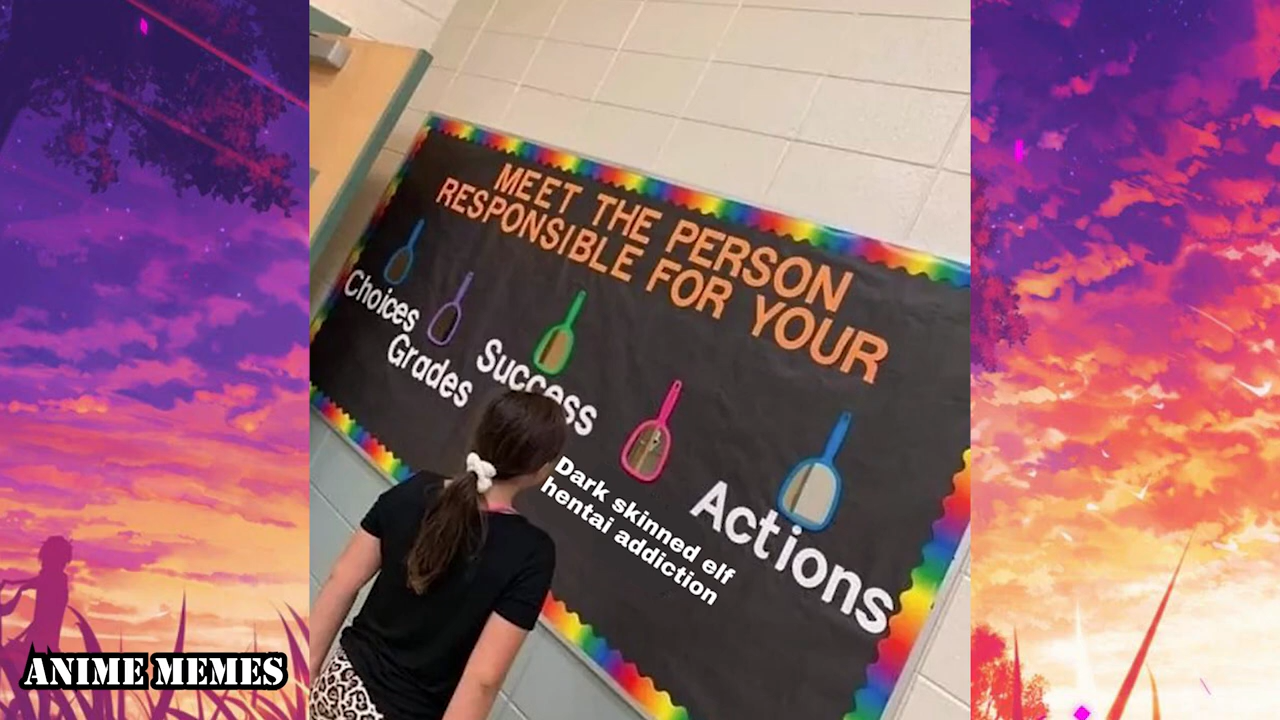 MEET THE PERSON
RESPONSIBLE FOR YOUR
Choices
Grades
Success
Dark skinned elf
hentai addiction
Actions
ANIME MEMES